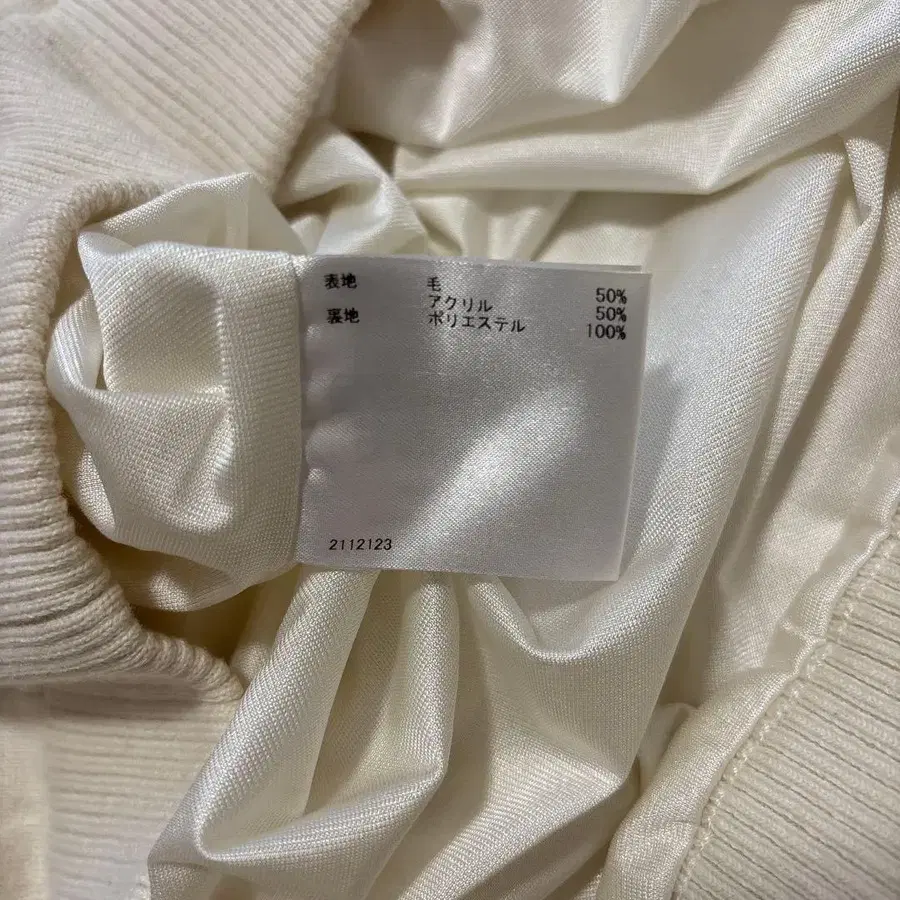 表地 毛 50%
アクリル 50%
裏地 ポリエステル 100%
2112123